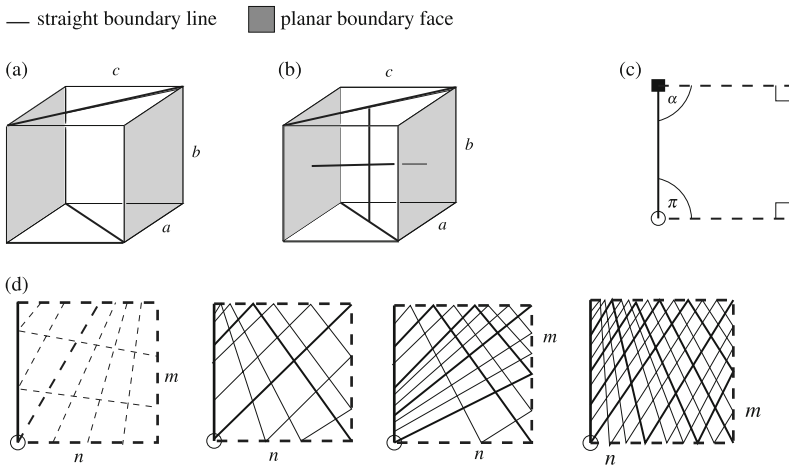 straight boundary line planar boundary face
(a) c (b) c (c)
α
b b
π
a a
(d)
m m m
n n n n